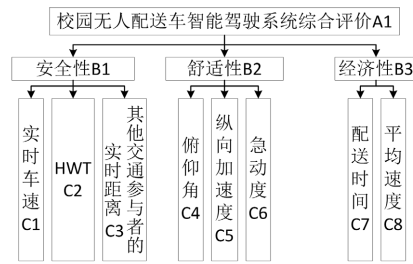 校园无人配送车智能驾驶系统综合评价A1
安全性B1
舒适性B2
经济性B3
实时车速C1
HWT
C2
其他交通参与者的
实时距离C3
俯仰角C4
纵向加速度C5
急动度C6
配送时间C7
平均速度C8